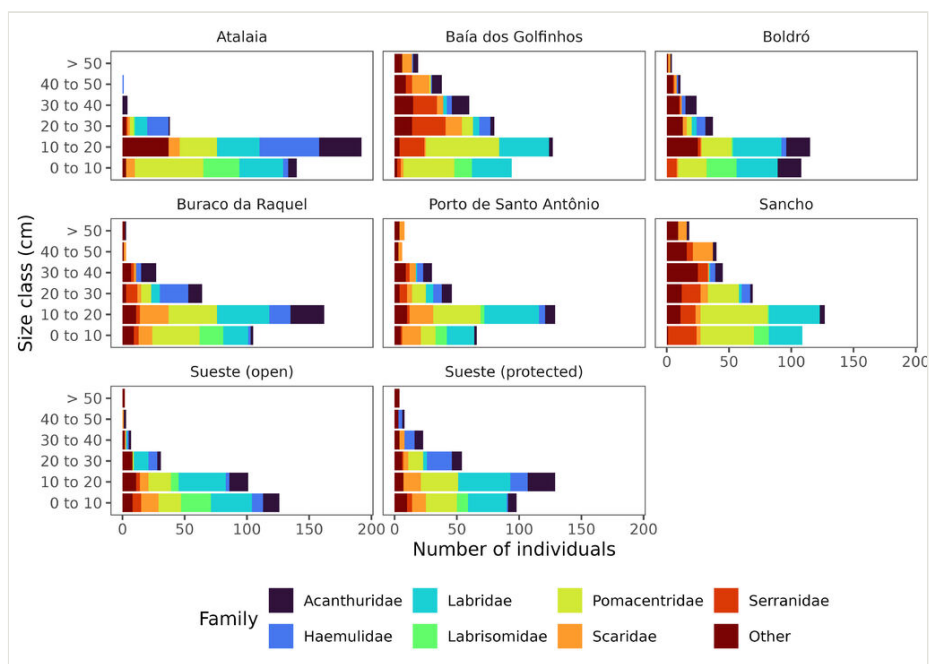 Atalaia
Baía dos Golfinhos
Boldró
> 50
40 to 50
30 to 40
20 to 30
10 to 20
0 to 10
0 50 100 150 200
Buraco da Raquel
Porto de Santo Antônio
Sancho
> 50
40 to 50
30 to 40
20 to 30
10 to 20
0 to 10
0 50 100 150 200
Sueste (open)
Sueste (protected)
> 50
40 to 50
30 to 40
20 to 30
10 to 20
0 to 10
0 50 100 150 200
0 50 100 150 200
Size class (cm)
Number of individuals
Family
Acanthuridae
Labridae
Pomacentridae
Serranidae
Haemulidae
Labrisomidae
Scaridae
Other